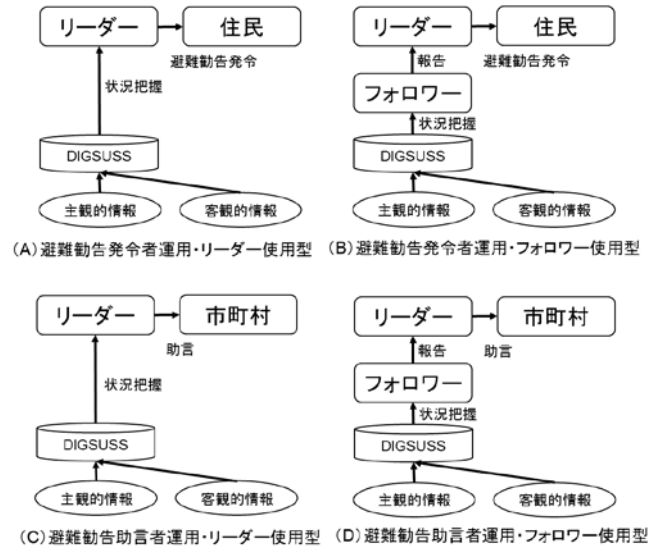 リーダー
住民
避難勧告発令
状況把握
DIGSUSS
主観的情報
客観的情報
(A)避難勧告発令者運用・リーダー使用型
リーダー
住民
報告
避難勧告発令
フォロワー
状況把握
DIGSUSS
主観的情報
客観的情報
(B)避難勧告発令者運用・フォロワー使用型
リーダー
市町村
助言
状況把握
DIGSUSS
主観的情報
客観的情報
(C)避難勧告助言者運用・リーダー使用型
リーダー
市町村
報告
助言
フォロワー
状況把握
DIGSUSS
主観的情報
客観的情報
(D)避難勧告助言者運用・フォロワー使用型